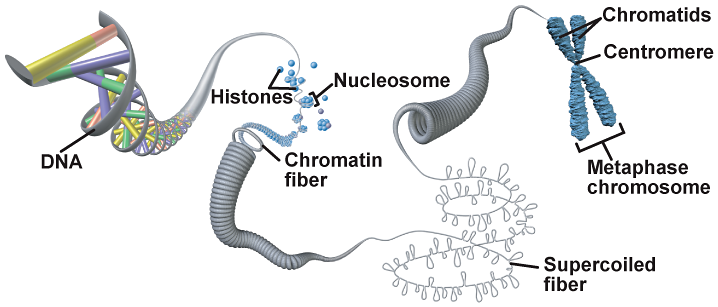 Chromatids
Centromere
Histones
Nucleosome
DNA
Chromatin
fiber
Metaphase
chromosome
Supercoiled
fiber